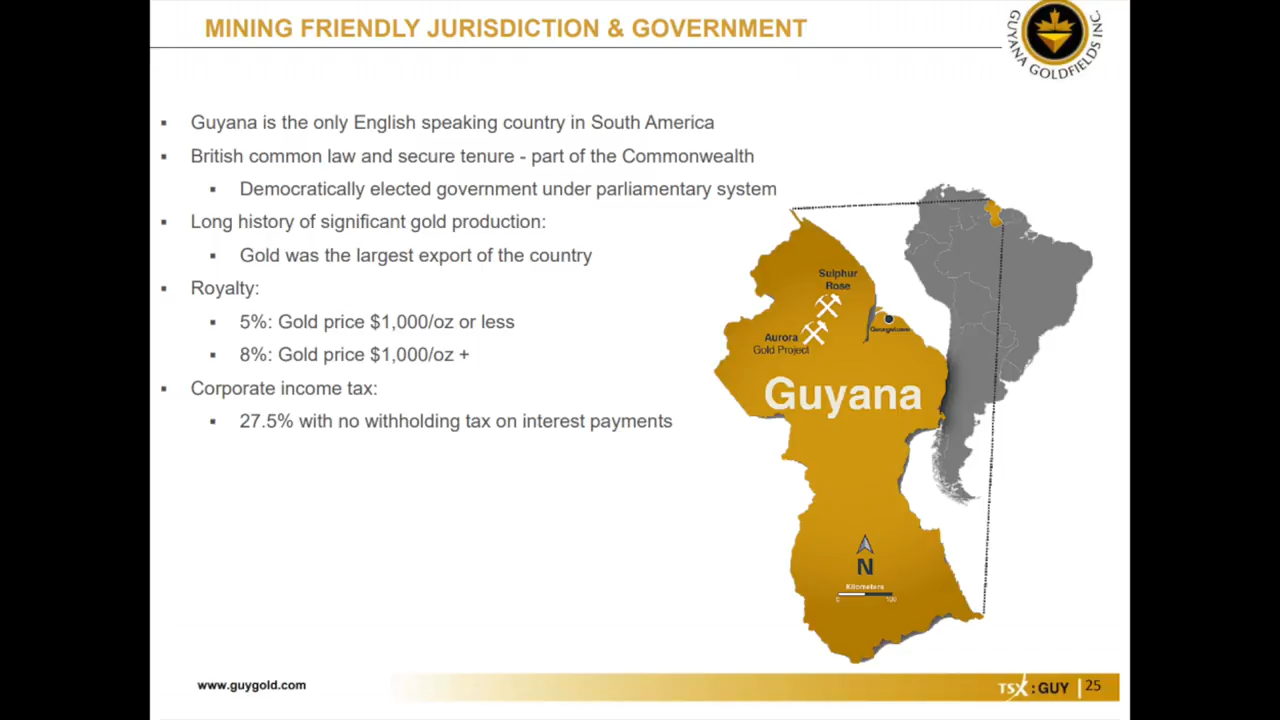 MINING FRIENDLY JURISDICTION & GOVERNMENT
GUYANA GOLDFIELDS INC.
▪ Guyana is the only English speaking country in South America
▪ British common law and secure tenure - part of the Commonwealth
▪ Democratically elected government under parliamentary system
▪ Long history of significant gold production:
▪ Gold was the largest export of the country
▪ Royalty:
▪ 5%: Gold price $1,000/oz or less
▪ 8%: Gold price $1,000/oz +
▪ Corporate income tax:
▪ 27.5% with no withholding tax on interest payments
Sulphur
Rose
Georgetown
Aurora
Gold Project
Guyana
N
Kilometers
0 100
www.guygold.com
TSX: GUY | 25